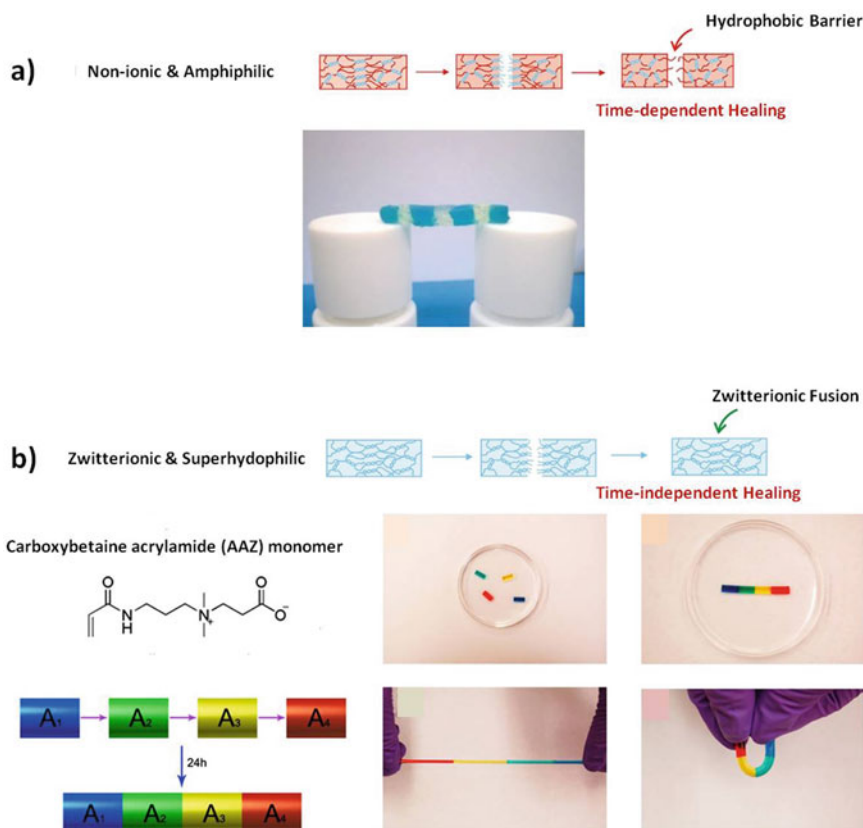 Hydrophobic Barrier
a)
Non-ionic & Amphiphilic
Time-dependent Healing
Zwitterionic Fusion
b)
Zwitterionic & Superhydophilic
Time-independent Healing
Carboxybetaine acrylamide (AAZ) monomer
O
N
H
N+
O
O-
A1 A2 A3 A4
24h
A1 A2 A3 A4